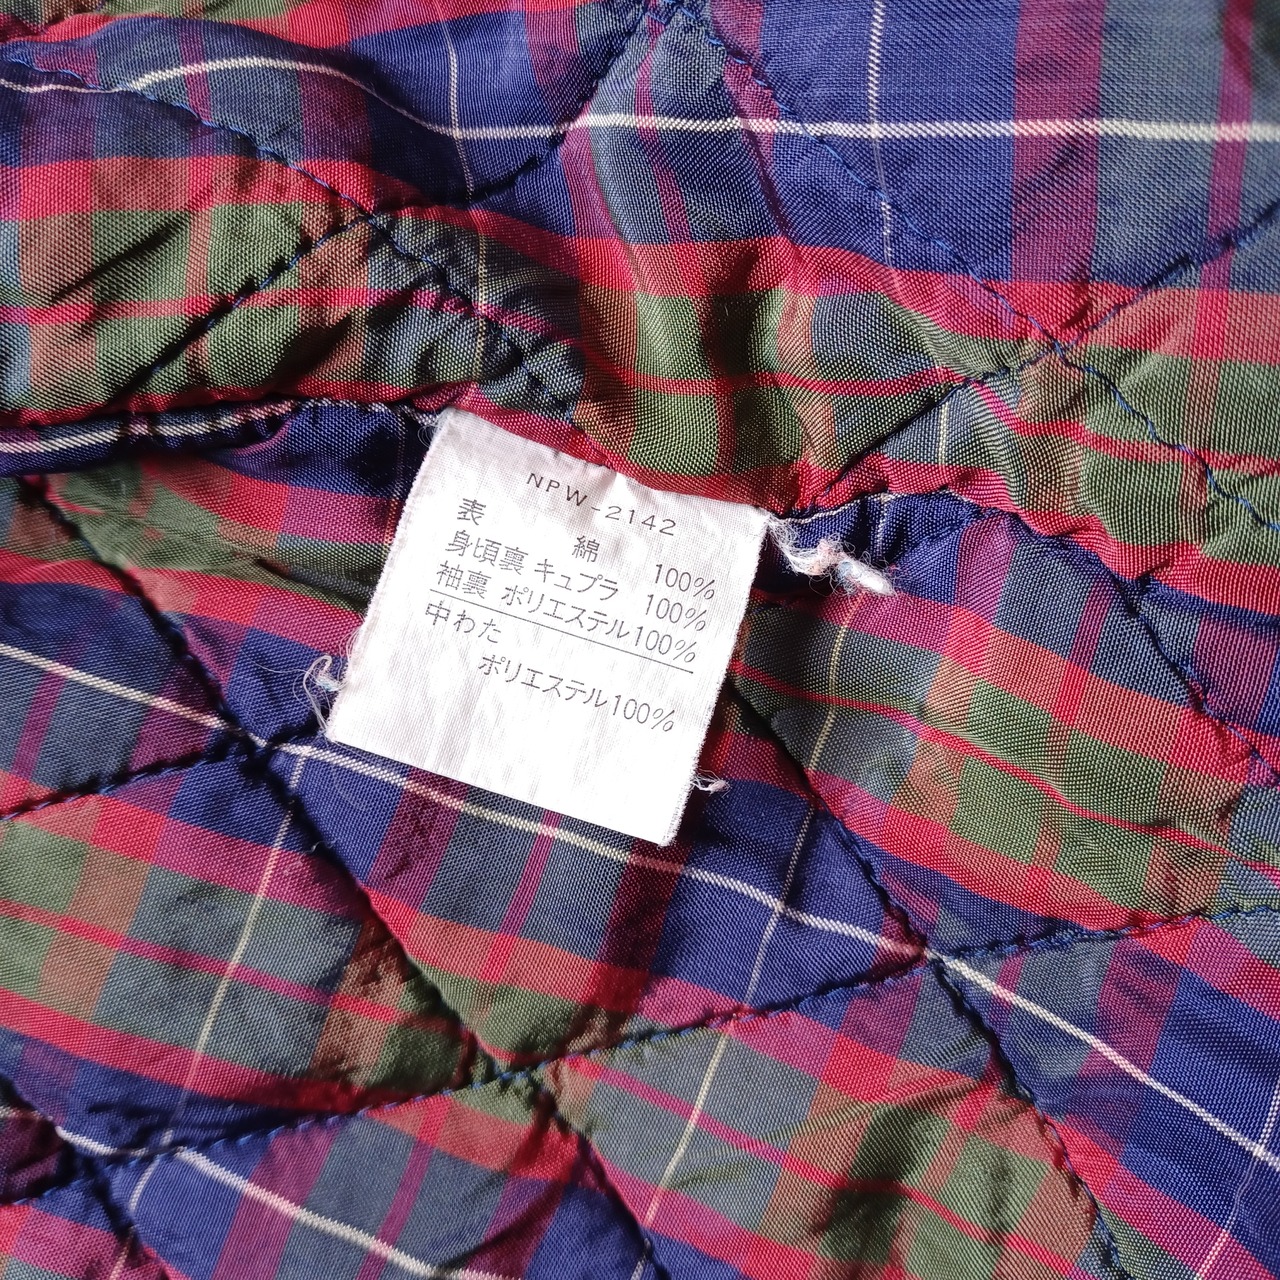 NPW-2142
表
綿 100%
身頃裏 キュプラ 100%
袖裏 ポリエステル100%
中わた
ポリエステル100%